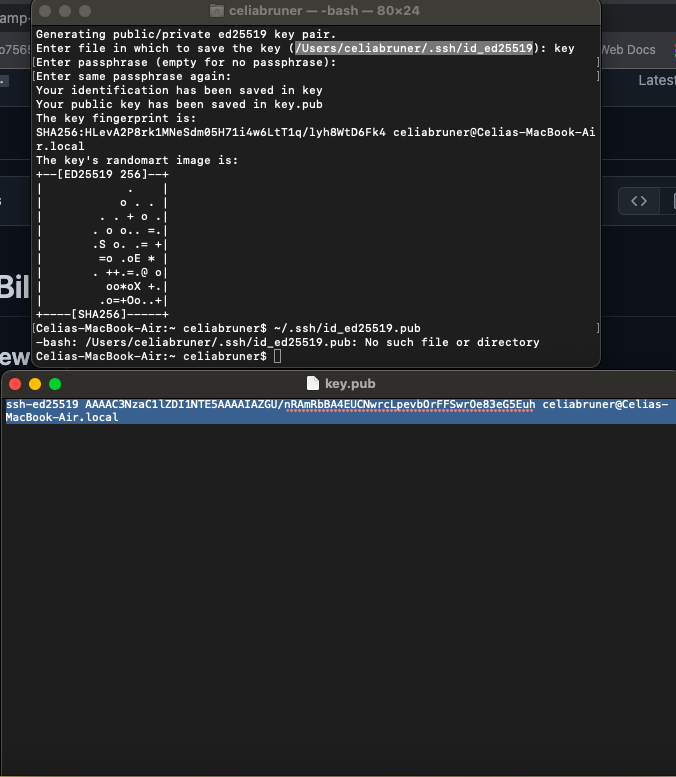 celiabruner — -bash — 80×24
Generating public/private ed25519 key pair.
Enter file in which to save the key (/Users/celiabruner/.ssh/id_ed25519): key
[Enter passphrase (empty for no passphrase): ]
[Enter same passphrase again: ]
Your identification has been saved in key
Your public key has been saved in key.pub
The key fingerprint is:
SHA256:HLevA2P8rk1MNeSdm05H71i4w6LtT1q/lyh8WtD6Fk4 celiabruner@Celias-MacBook-Ai
r.local
The key's randomart image is:
+--[ED25519 256]--+
|            .    |
|           o . . |
|        . . + o .|
|       . o o.. =.|
|       .S o. .= +|
|        =o .oE * |
|       . ++.=.@ o|
|         oo*oX +.|
|        .o=+Oo..+|
+----[SHA256]-----+
[Celias-MacBook-Air:~ celiabruner$ ~/.ssh/id_ed25519.pub ]
-bash: /Users/celiabruner/.ssh/id_ed25519.pub: No such file or directory
Celias-MacBook-Air:~ celiabruner$
amp-
o7565
Web Docs
Latest
<>
Bil
ew
key.pub
ssh-ed25519 AAAAC3NzaC1lZDI1NTE5AAAAIAZGU/nRAmRbBA4EUCNwrcLpevbOrFFSwrOe83eG5Euh celiabruner@Celias-
MacBook-Air.local